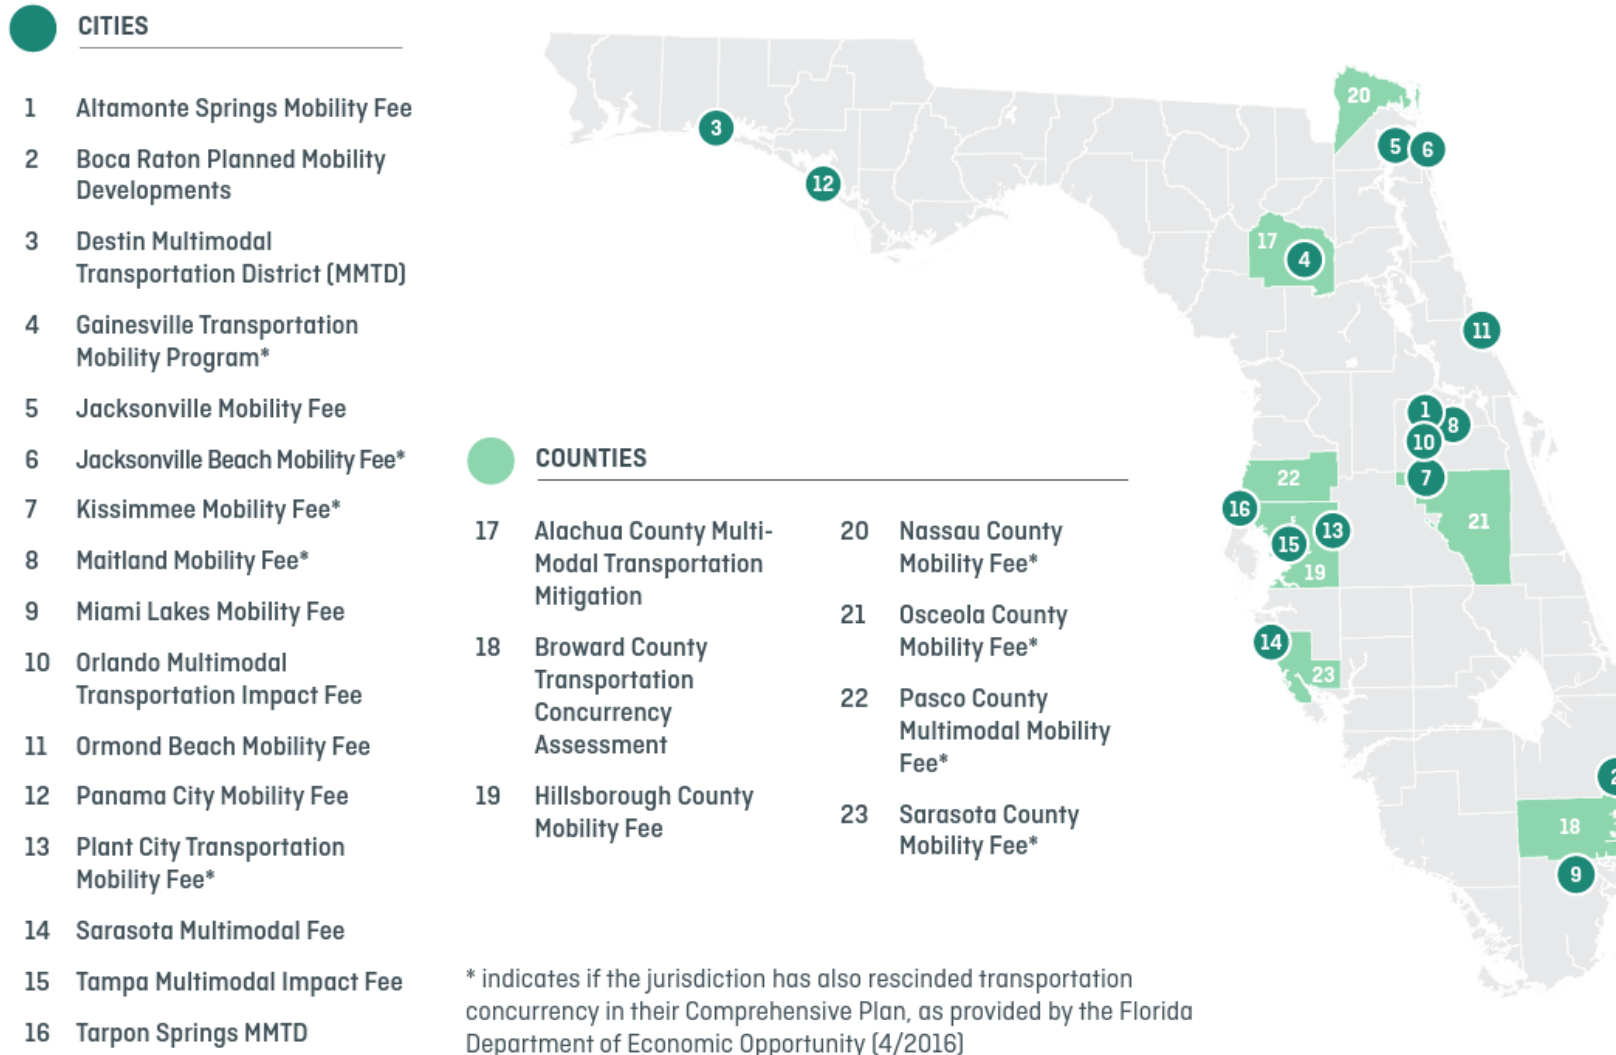 CITIES
1 Altamonte Springs Mobility Fee
2 Boca Raton Planned Mobility
Developments
3 Destin Multimodal
Transportation District (MMTD)
4 Gainesville Transportation
Mobility Program*
5 Jacksonville Mobility Fee
6 Jacksonville Beach Mobility Fee*
7 Kissimmee Mobility Fee*
8 Maitland Mobility Fee*
9 Miami Lakes Mobility Fee
10 Orlando Multimodal
Transportation Impact Fee
11 Ormond Beach Mobility Fee
12 Panama City Mobility Fee
13 Plant City Transportation
Mobility Fee*
14 Sarasota Multimodal Fee
15 Tampa Multimodal Impact Fee
16 Tarpon Springs MMTD
COUNTIES
17 Alachua County Multi-
Modal Transportation
Mitigation
18 Broward County
Transportation
Concurrency
Assessment
19 Hillsborough County
Mobility Fee
20 Nassau County
Mobility Fee*
21 Osceola County
Mobility Fee*
22 Pasco County
Multimodal Mobility
Fee*
23 Sarasota County
Mobility Fee*
* indicates if the jurisdiction has also rescinded transportation
concurrency in their Comprehensive Plan, as provided by the Florida
Department of Economic Opportunity (4/2016)
20
3
5
6
12
17
4
11
1
8
10
7
22
16
21
13
15
19
14
23
2
18
9